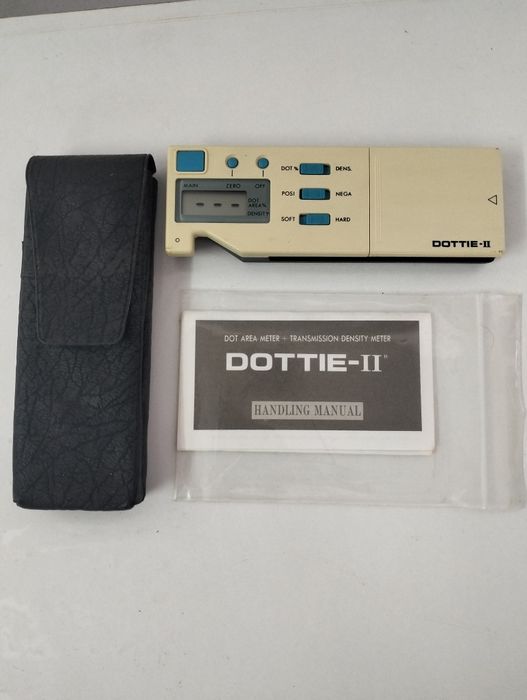 MAIN ZERO OFF
DOT AREA%
DENSITY
DOT% DENS.
POSI NEGA
SOFT HARD
DOTTIE-II
DOT AREA METER + TRANSMISSION DENSITY METER
DOTTIE-II
HANDLING MANUAL